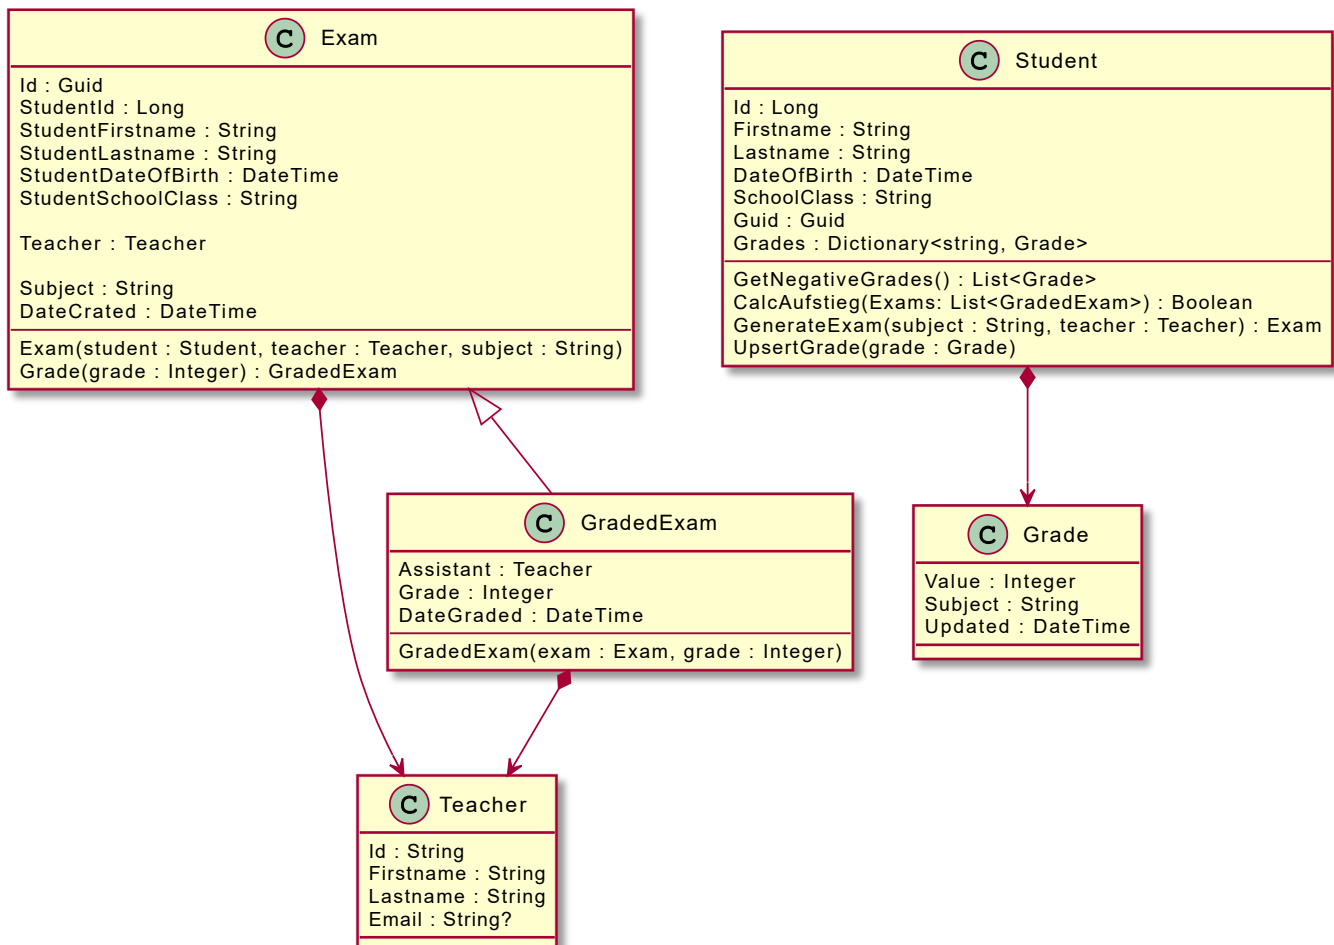 C Exam
Id : Guid
StudentId : Long
StudentFirstname : String
StudentLastname : String
StudentDateOfBirth : DateTime
StudentSchoolClass : String
Teacher : Teacher
Subject : String
DateCrated : DateTime
Exam(student : Student, teacher : Teacher, subject : String)
Grade(grade : Integer) : GradedExam
C Student
Id : Long
Firstname : String
Lastname : String
DateOfBirth : DateTime
SchoolClass : String
Guid : Guid
Grades : Dictionary<string, Grade>
GetNegativeGrades() : List<Grade>
CalcAufstieg(Exams: List<GradedExam>) : Boolean
GenerateExam(subject : String, teacher : Teacher) : Exam
UpsertGrade(grade : Grade)
C GradedExam
Assistant : Teacher
Grade : Integer
DateGraded : DateTime
GradedExam(exam : Exam, grade : Integer)
C Grade
Value : Integer
Subject : String
Updated : DateTime
C Teacher
Id : String
Firstname : String
Lastname : String
Email : String?